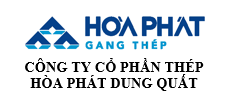 HÒA PHÁT
GANG THÉP
CÔNG TY CỔ PHẦN THÉP
HÒA PHÁT DUNG QUẤT